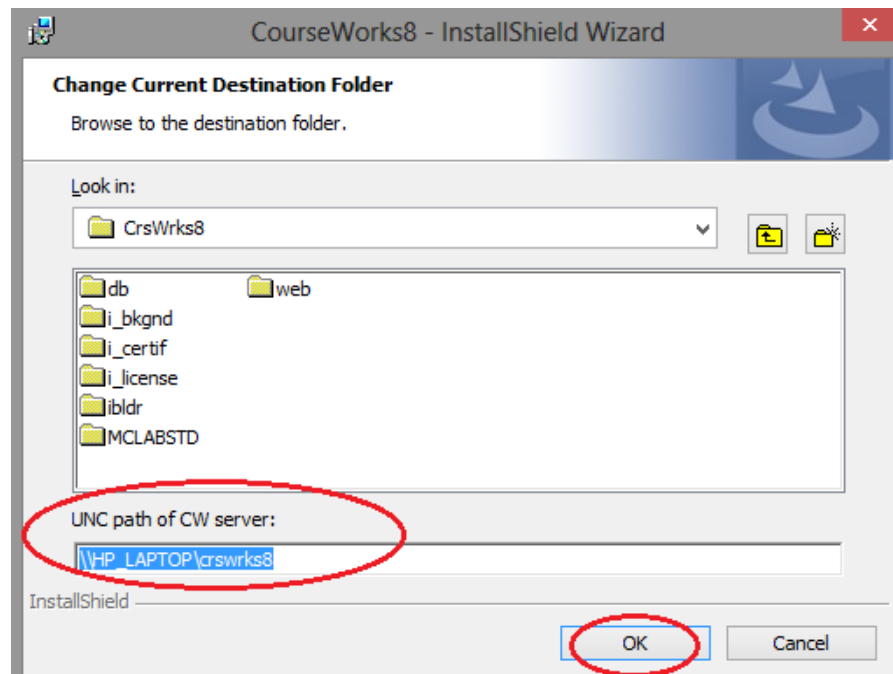 CourseWorks8 - InstallShield Wizard
Change Current Destination Folder
Browse to the destination folder.
Look in:
CrsWrks8
db web
i_bkgnd
i_certif
i_license
ibldr
MCLABSTD
UNC path of CW server:
\\HP_LAPTOP\crswrks8
InstallShield
OK Cancel